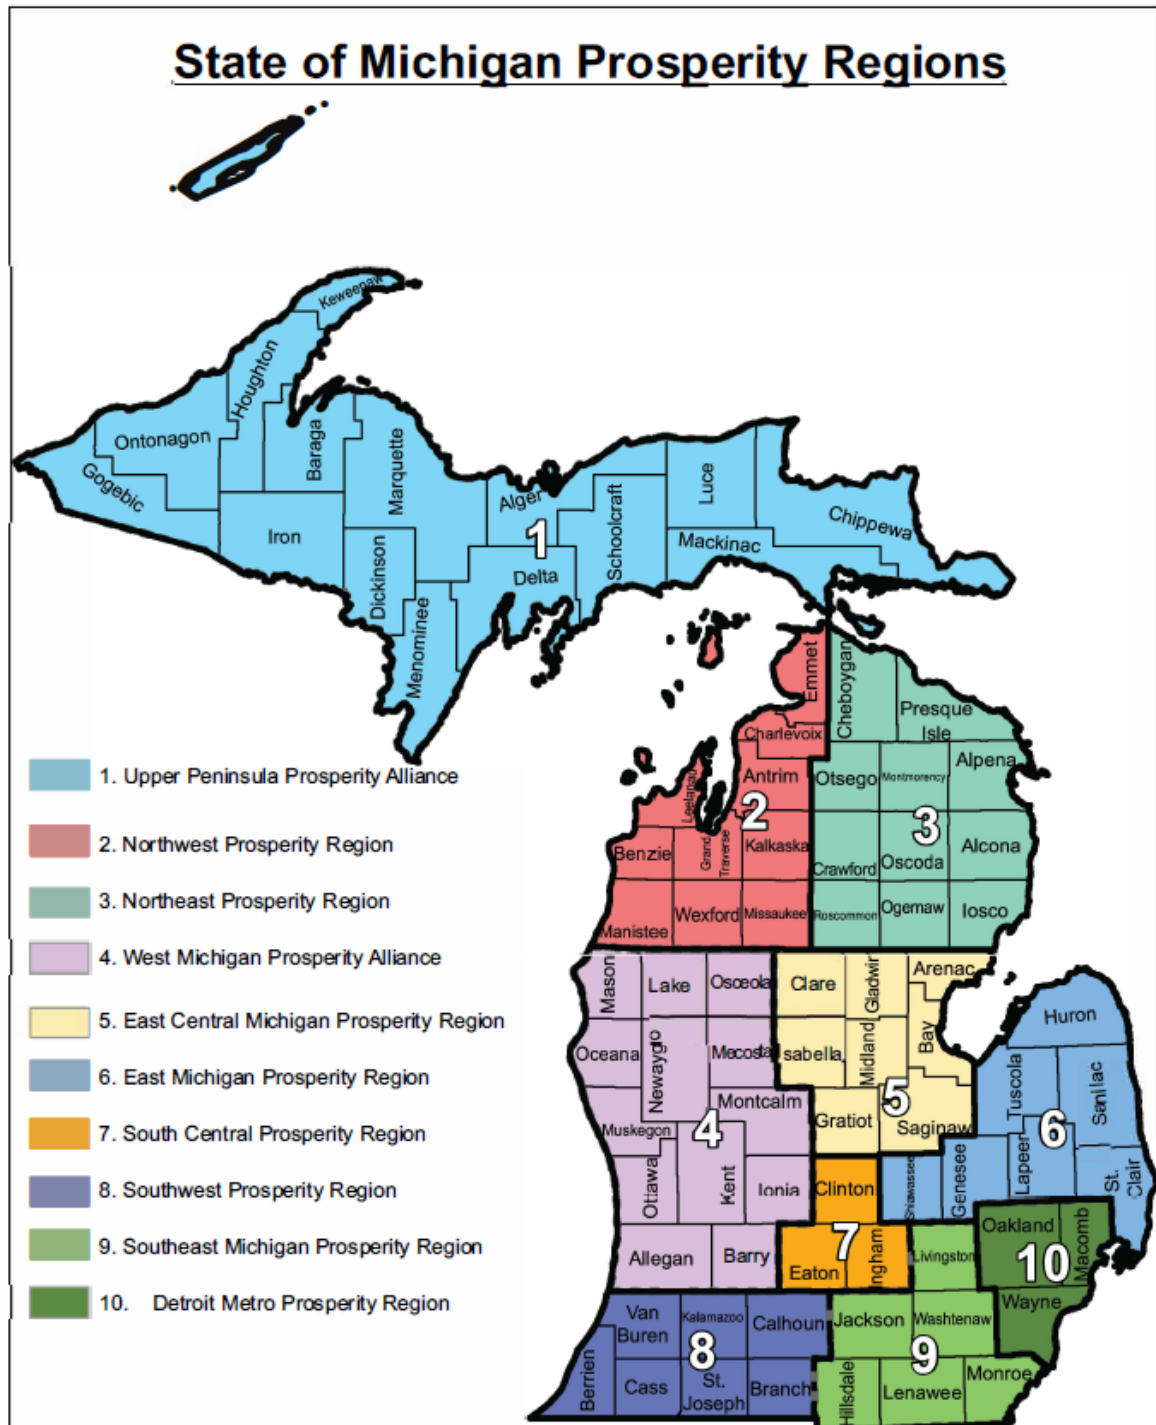 State of Michigan Prosperity Regions
Keweenaw
Houghton
Ontonagon
Gogebic
Baraga
Marquette
Iron
Dickinson
Menominee
Alger
1
Delta
Schoolcraft
Luce
Mackinac
Chippewa
Emmet
Cheboygan
Presque
Isle
Charlevoix
Antrim
Otsego
Montmorency
Alpena
Leelanau
2
3
Benzie
Grand
Traverse
Kalkaska
Crawford
Oscoda
Alcona
Manistee
Wexford
Missaukee
Roscommon
Ogemaw
Iosco
1. Upper Peninsula Prosperity Alliance
2. Northwest Prosperity Region
3. Northeast Prosperity Region
4. West Michigan Prosperity Alliance
5. East Central Michigan Prosperity Region
6. East Michigan Prosperity Region
7. South Central Prosperity Region
8. Southwest Prosperity Region
9. Southeast Michigan Prosperity Region
10. Detroit Metro Prosperity Region
Mason
Lake
Osceola
Clare
Gladwin
Arenac
Oceana
Newaygo
Mecosta
sabella
Midland
Bay
Huron
Montcalm
4
Gratiot
5
Saginaw
Tuscola
Sanilac
6
Muskegon
Ottawa
Kent
Ionia
Clinton
Shiawassee
Genesee
Lapeer
St.
Clair
Allegan
Barry
Eaton
7
Ingham
Livingston
Oakland
Macomb
10
Wayne
Van
Buren
Kalamazoo
Calhoun
Jackson
Washtenaw
8
9
Berrien
Cass
St.
Joseph
Branch
Hillsdale
Lenawee
Monroe